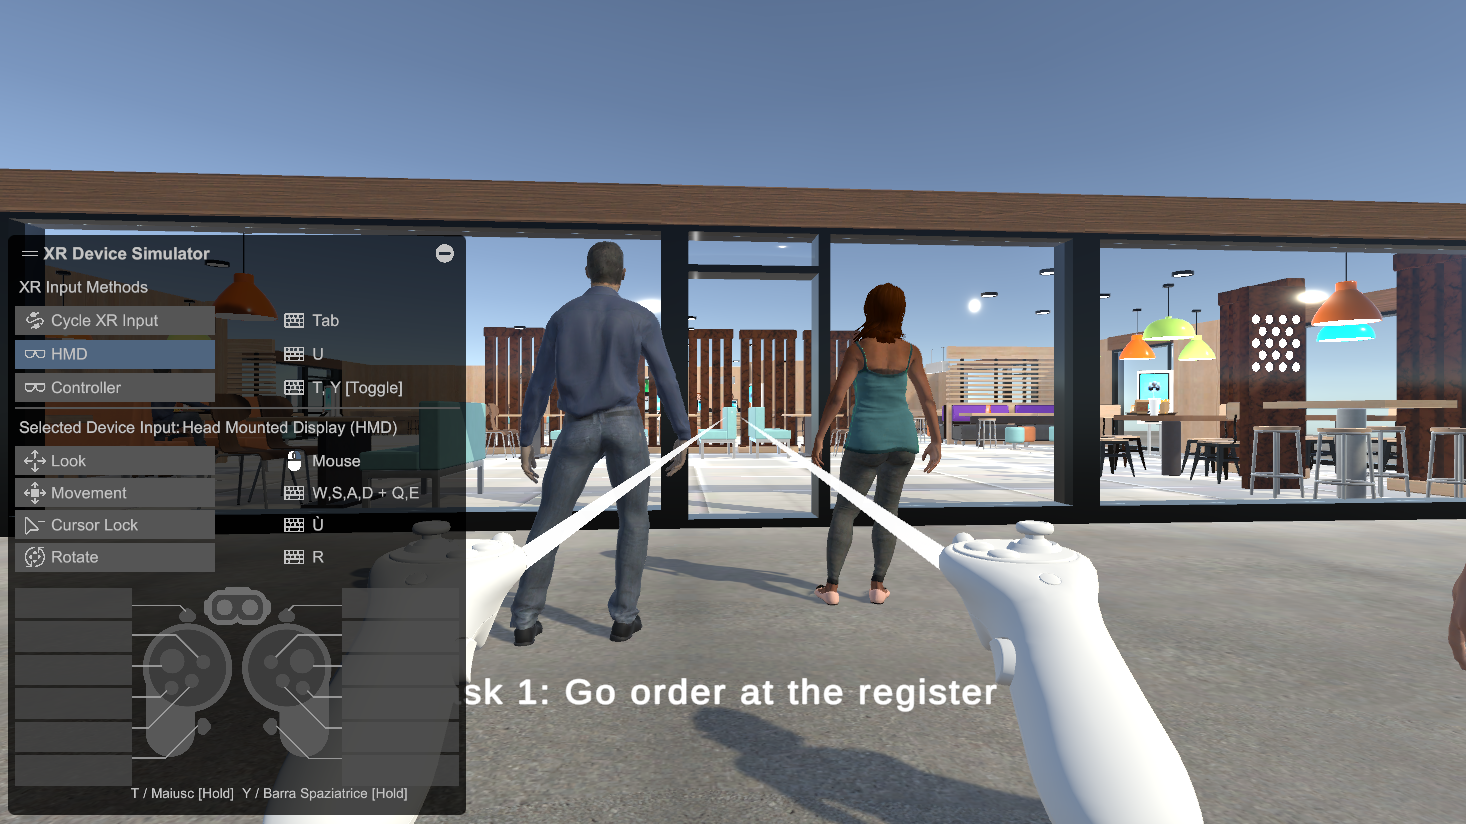 XR Device Simulator
XR Input Methods
Cycle XR Input Tab
HMD U
Controller T, Y [Toggle]
Selected Device Input: Head Mounted Display (HMD)
Look Mouse
Movement W,S,A,D + Q,E
Cursor Lock Ù
Rotate R
T / Maiusc [Hold] Y / Barra Spaziatrice [Hold]
sk 1: Go order at the register